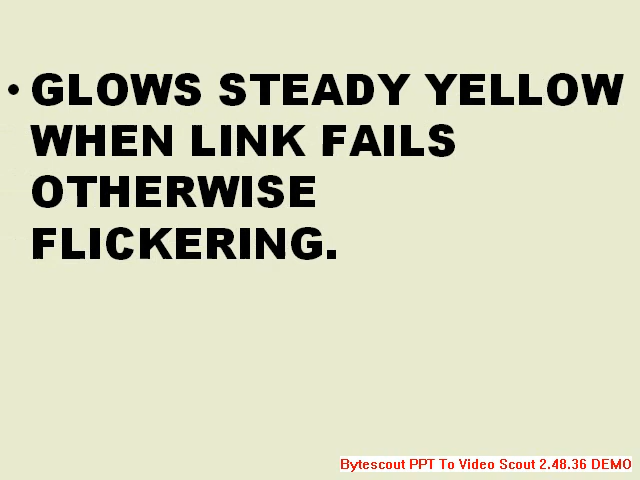 • GLOWS STEADY YELLOW
WHEN LINK FAILS
OTHERWISE
FLICKERING.
Bytescout PPT To Video Scout 2.48.36 DEMO